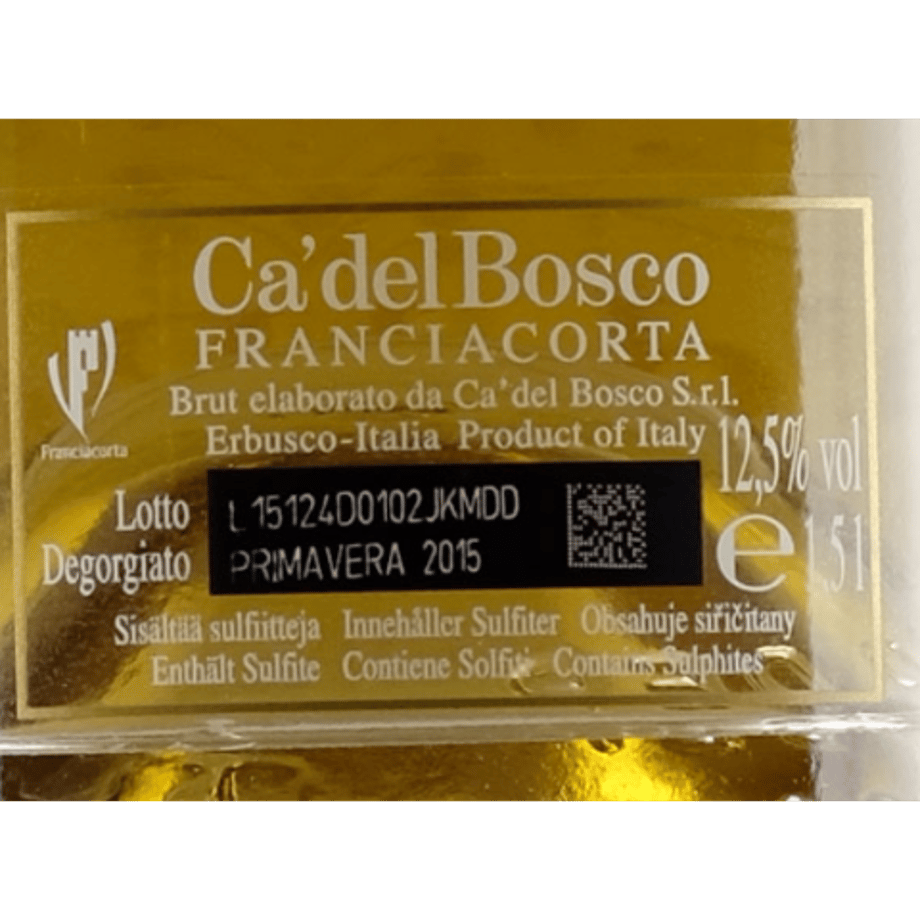 Ca'del Bosco
FRANCIACORTA
Brut elaborato da Ca'del Bosco S.r.l.
Erbusco-Italia Product of Italy
12,5% vol
Franciacorta
Lotto L 15124D0102JKMDD
Degorgiato PRIMAVERA 2015
e 1.5 l
Sisältää sulfiitteja Innehåller Sulfiter Obsahuje siřičitany
Enthält Sulfite Contiene Solfiti Contains Sulphites